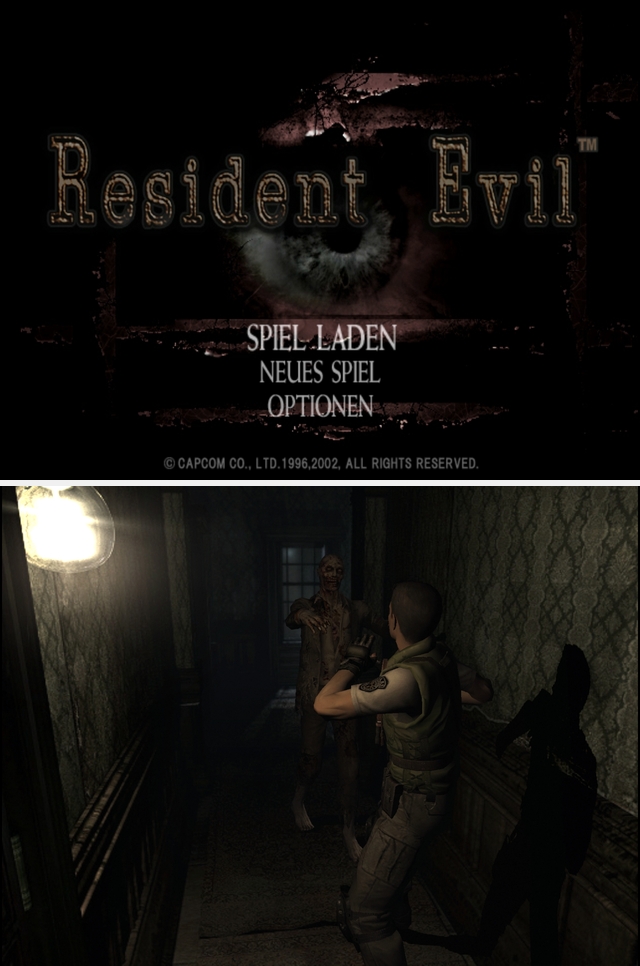 Resident Evil™
SPIEL LADEN
NEUES SPIEL
OPTIONEN
© CAPCOM CO., LTD.1996,2002, ALL RIGHTS RESERVED.